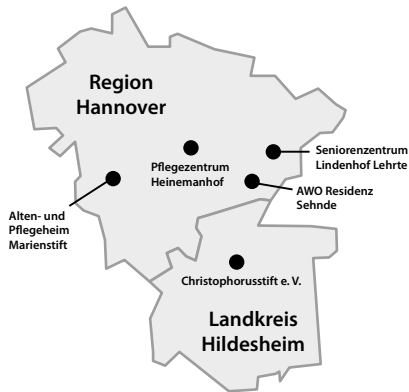 Region
Hannover
Pflegezentrum
Heinemanhof
Seniorenzentrum
Lindenhof Lehrte
AWO Residenz
Sehnde
Alten- und
Pflegeheim
Marienstift
Christophorusstift e. V.
Landkreis
Hildesheim